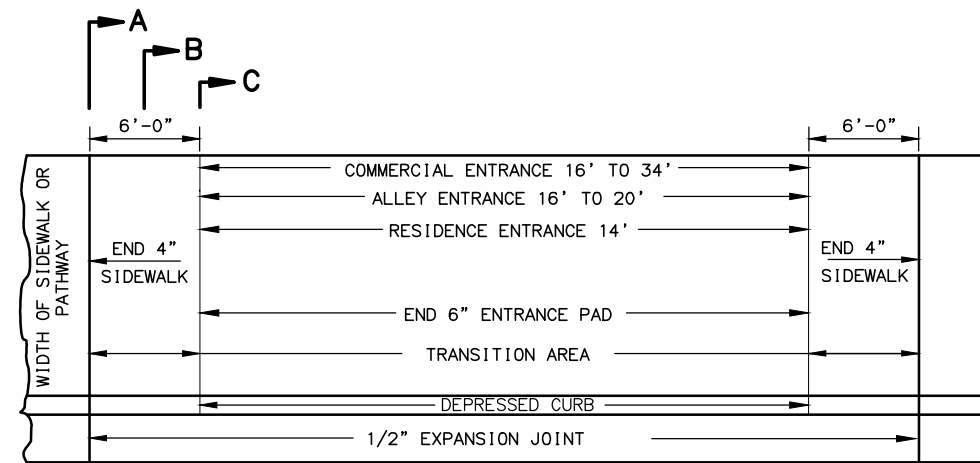 A
B
C
6'-0"
6'-0"
WIDTH OF SIDEWALK OR
PATHWAY
COMMERCIAL ENTRANCE 16' TO 34'
ALLEY ENTRANCE 16' TO 20'
RESIDENCE ENTRANCE 14'
END 4"
SIDEWALK
END 4"
SIDEWALK
END 6" ENTRANCE PAD
TRANSITION AREA
DEPRESSED CURB
1/2" EXPANSION JOINT